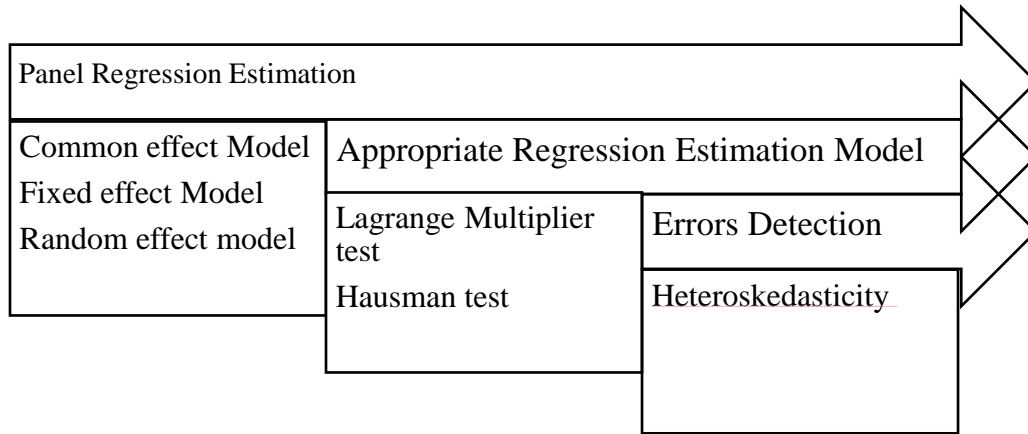 Panel Regression Estimation
Common effect Model
Fixed effect Model
Random effect model
Appropriate Regression Estimation Model
Lagrange Multiplier
test
Hausman test
Errors Detection
Heteroskedasticity